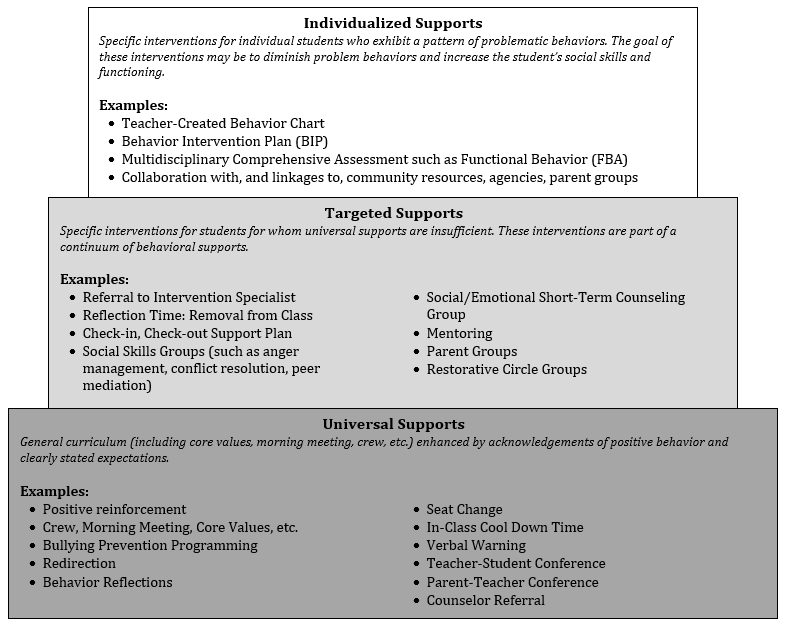 Individualized Supports
Specific interventions for individual students who exhibit a pattern of problematic behaviors. The goal of
these interventions may be to diminish problem behaviors and increase the student's social skills and
functioning.
Examples:
• Teacher-Created Behavior Chart
• Behavior Intervention Plan (BIP)
• Multidisciplinary Comprehensive Assessment such as Functional Behavior (FBA)
• Collaboration with, and linkages to, community resources, agencies, parent groups
Targeted Supports
Specific interventions for students for whom universal supports are insufficient. These interventions are part of a
continuum of behavioral supports.
Examples:
• Referral to Intervention Specialist
• Reflection Time: Removal from Class
• Check-in, Check-out Support Plan
• Social Skills Groups (such as anger
management, conflict resolution, peer
mediation)
• Social/Emotional Short-Term Counseling
Group
• Mentoring
• Parent Groups
• Restorative Circle Groups
Universal Supports
General curriculum (including core values, morning meeting, crew, etc.) enhanced by acknowledgements of positive behavior and
clearly stated expectations.
Examples:
• Positive reinforcement
• Crew, Morning Meeting, Core Values, etc.
• Bullying Prevention Programming
• Redirection
• Behavior Reflections
• Seat Change
• In-Class Cool Down Time
• Verbal Warning
• Teacher-Student Conference
• Parent-Teacher Conference
• Counselor Referral